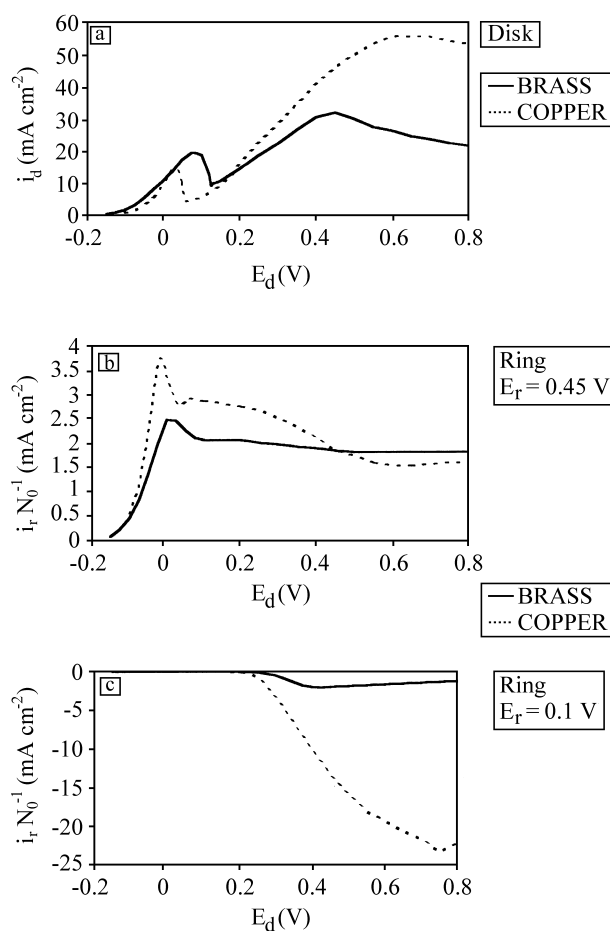 a
Disk
60
50
40
30
20
10
0
i_d (mA cm⁻²)
BRASS
COPPER
-0.2 0 0.2 0.4 0.6 0.8
E_d (V)
b
Ring
E_r = 0.45 V
4
3.5
3
2.5
2
1.5
1
0.5
0
i_r N_0⁻¹ (mA cm⁻²)
-0.2 0 0.2 0.4 0.6 0.8
E_d (V)
BRASS
COPPER
c
Ring
E_r = 0.1 V
0
-5
-10
-15
-20
-25
i_r N_0⁻¹ (mA cm⁻²)
-0.2 0 0.2 0.4 0.6 0.8
E_d (V)